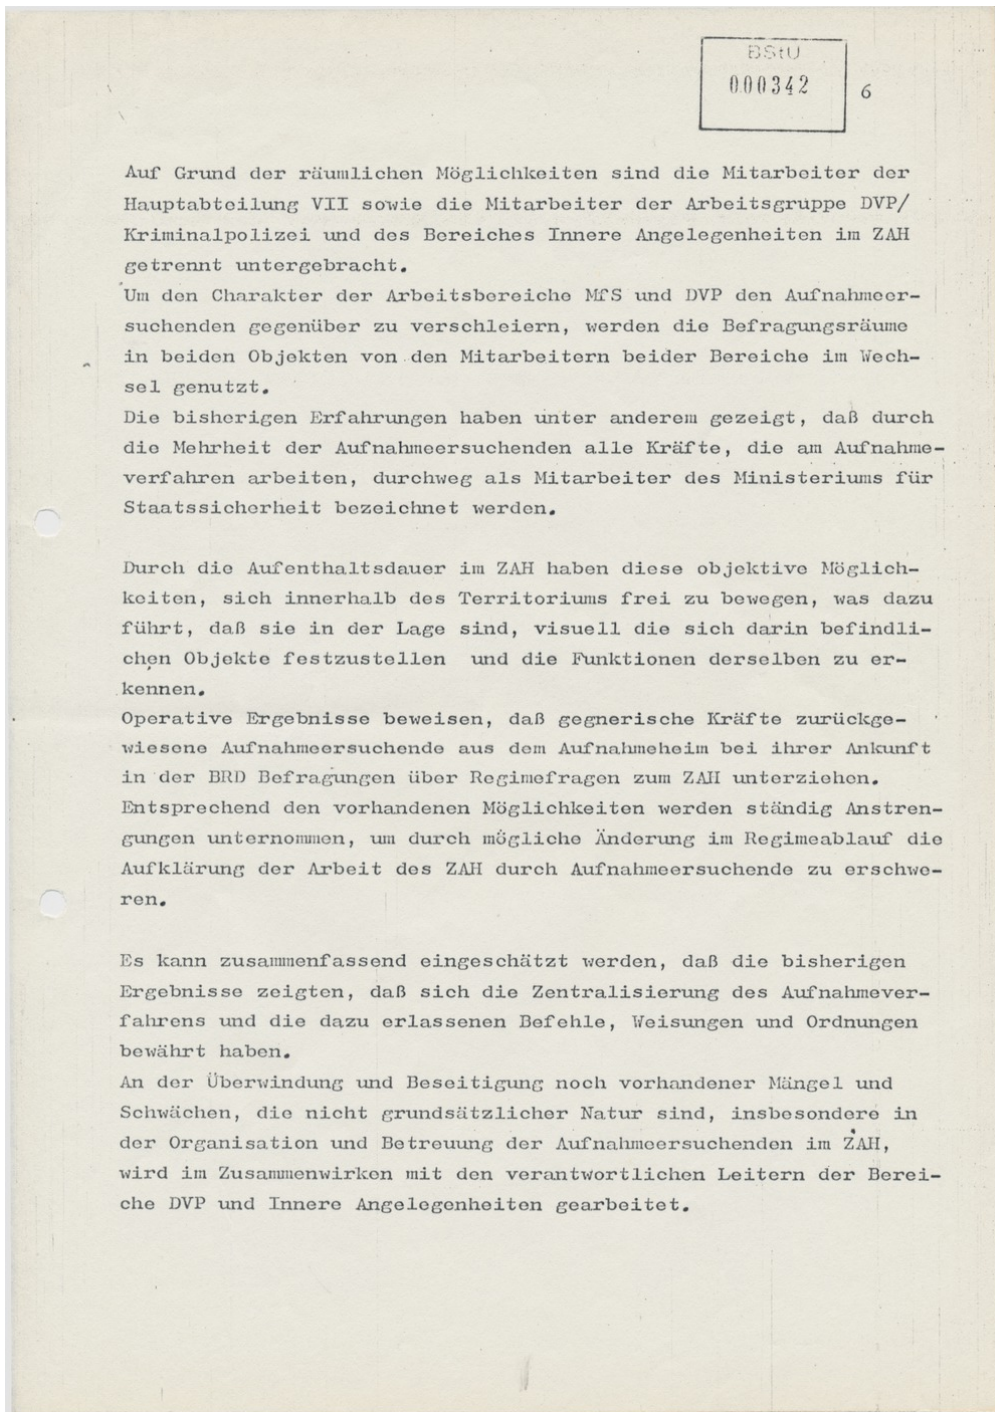 BStU
000342
6
Auf Grund der räumlichen Möglichkeiten sind die Mitarbeiter der
Hauptabteilung VII sowie die Mitarbeiter der Arbeitsgruppe DVP/
Kriminalpolizei und des Bereiches Innere Angelegenheiten im ZAH
getrennt untergebracht.
Um den Charakter der Arbeitsbereiche MfS und DVP den Aufnahmeer-
suchenden gegenüber zu verschleiern, werden die Befragungsräume
in beiden Objekten von den Mitarbeitern beider Bereiche im Wech-
sel genutzt.
Die bisherigen Erfahrungen haben unter anderem gezeigt, daß durch
die Mehrheit der Aufnahmeersuchenden alle Kräfte, die am Aufnahme-
verfahren arbeiten, durchweg als Mitarbeiter des Ministeriums für
Staatssicherheit bezeichnet werden.
Durch die Aufenthaltsdauer im ZAH haben diese objektive Möglich-
keiten, sich innerhalb des Territoriums frei zu bewegen, was dazu
führt, daß sie in der Lage sind, visuell die sich darin befindli-
chen Objekte festzustellen und die Funktionen derselben zu er-
kennen.
Operative Ergebnisse beweisen, daß gegnerische Kräfte zurückge-
wiesene Aufnahmeersuchende aus dem Aufnahmeheim bei ihrer Ankunft
in der BRD Befragungen über Regimefragen zum ZAH unterziehen.
Entsprechend den vorhandenen Möglichkeiten werden ständig Anstren-
gungen unternommen, um durch mögliche Änderung im Regimeablauf die
Aufklärung der Arbeit des ZAH durch Aufnahmeersuchende zu erschwe-
ren.
Es kann zusammenfassend eingeschätzt werden, daß die bisherigen
Ergebnisse zeigten, daß sich die Zentralisierung des Aufnahmever-
fahrens und die dazu erlassenen Befehle, Weisungen und Ordnungen
bewährt haben.
An der Überwindung und Beseitigung noch vorhandener Mängel und
Schwächen, die nicht grundsätzlicher Natur sind, insbesondere in
der Organisation und Betreuung der Aufnahmeersuchenden im ZAH,
wird im Zusammenwirken mit den verantwortlichen Leitern der Berei-
che DVP und Innere Angelegenheiten gearbeitet.